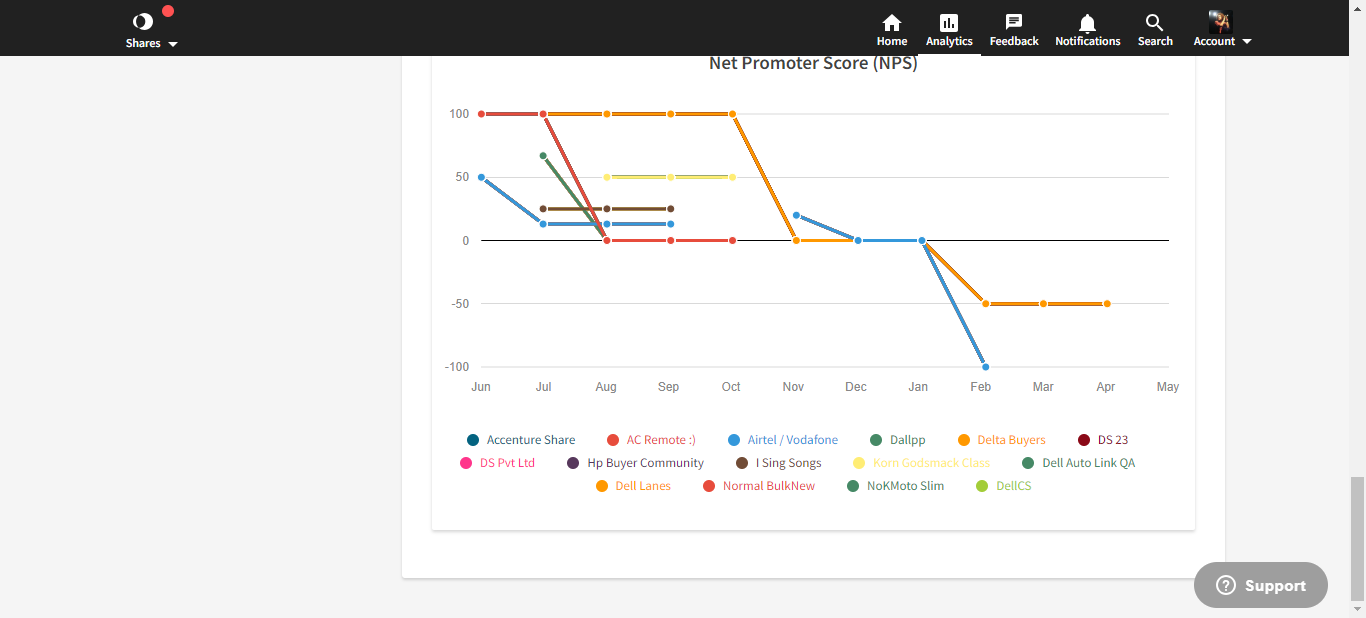 Shares
Home Analytics Feedback Notifications Search Account
Net Promoter Score (NPS)
100
50
0
-50
-100
Jun Jul Aug Sep Oct Nov Dec Jan Feb Mar Apr May
Accenture Share AC Remote :) Airtel / Vodafone Dallpp Delta Buyers DS 23
DS Pvt Ltd Hp Buyer Community I Sing Songs Korn Godsmack Class Dell Auto Link QA
Dell Lanes Normal BulkNew NoKMoto Slim DellCS
? Support